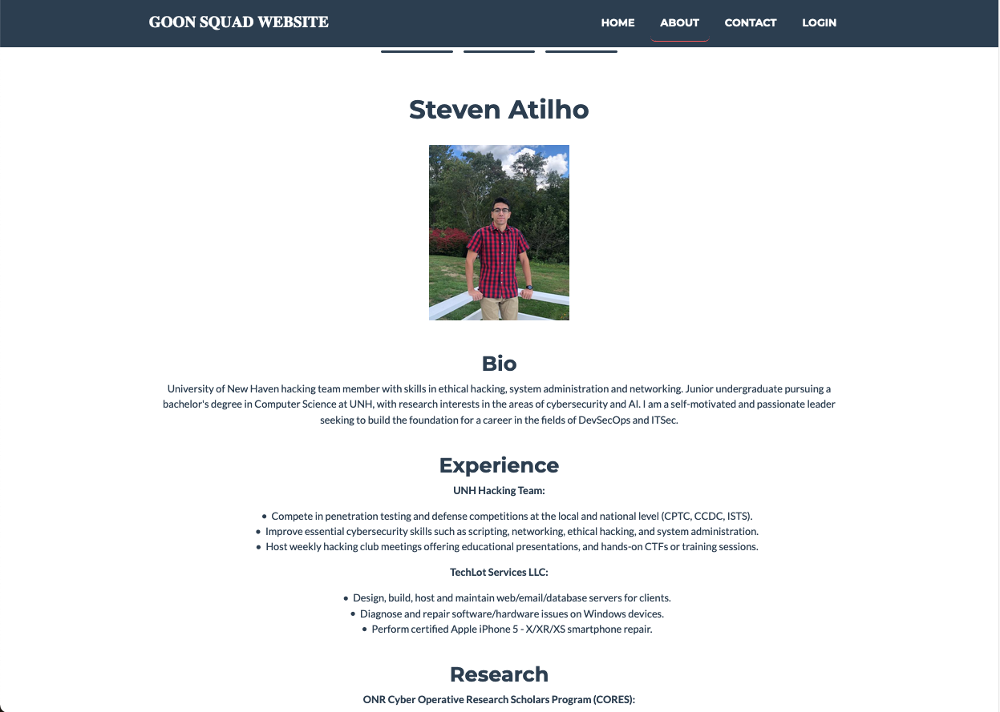 GOON SQUAD WEBSITE
HOME ABOUT CONTACT LOGIN
Steven Atilho
Bio
University of New Haven hacking team member with skills in ethical hacking, system administration and networking. Junior undergraduate pursuing a
bachelor's degree in Computer Science at UNH, with research interests in the areas of cybersecurity and AI. I am a self-motivated and passionate leader
seeking to build the foundation for a career in the fields of DevSecOps and ITSec.
Experience
UNH Hacking Team:
• Compete in penetration testing and defense competitions at the local and national level (CPTC, CCDC, ISTS).
• Improve essential cybersecurity skills such as scripting, networking, ethical hacking, and system administration.
• Host weekly hacking club meetings offering educational presentations, and hands-on CTFs or training sessions.
TechLot Services LLC:
• Design, build, host and maintain web/email/database servers for clients.
• Diagnose and repair software/hardware issues on Windows devices.
• Perform certified Apple iPhone 5 - X/XR/XS smartphone repair.
Research
ONR Cyber Operative Research Scholars Program (CORES):